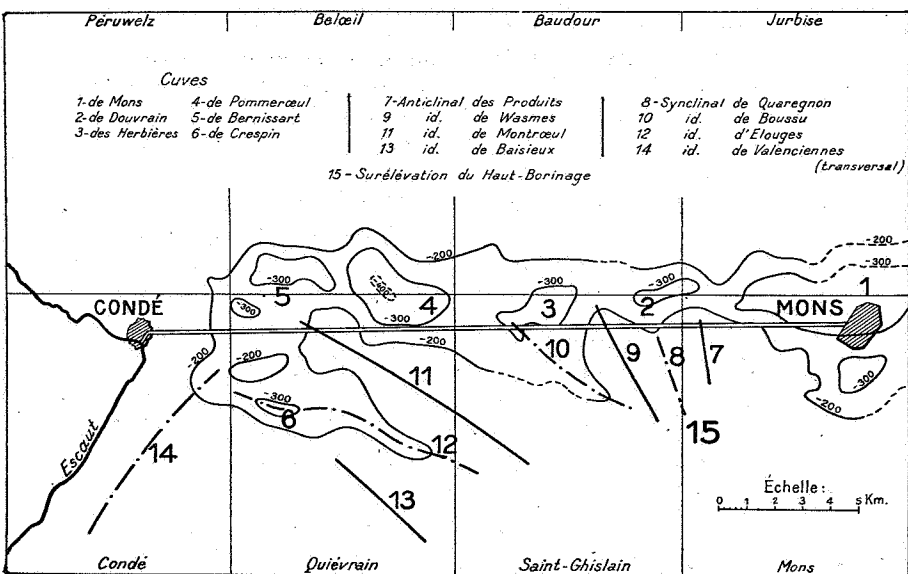 Péruwelz Belœil Baudour Jurbise
Cuves
1-de Mons 4-de Pommerœul
2-de Douvrain 5-de Bernissart
3-des Herbières 6-de Crespin
7-Anticlinal des Produits
9 id. de Wasmes
11 id. de Montrœul
13 id. de Baisieux
8-Synclinal de Quaregnon
10 id. de Boussu
12 id. d'Elouges
14 id. de Valenciennes
(transversal)
15-Surélévation du Haut-Borinage
-200
-200
-200
-300
-300
-300
-300
-300
1
5
4
3
2
-300
CONDÉ
MONS
-200
-200
10
9
8
7
-200
11
-300
-300
-200
6
15
14
12
Escaut
13
Échelle:
0 1 2 3 4 5 Km.
Condé Quiévrain Saint-Ghislain Mons